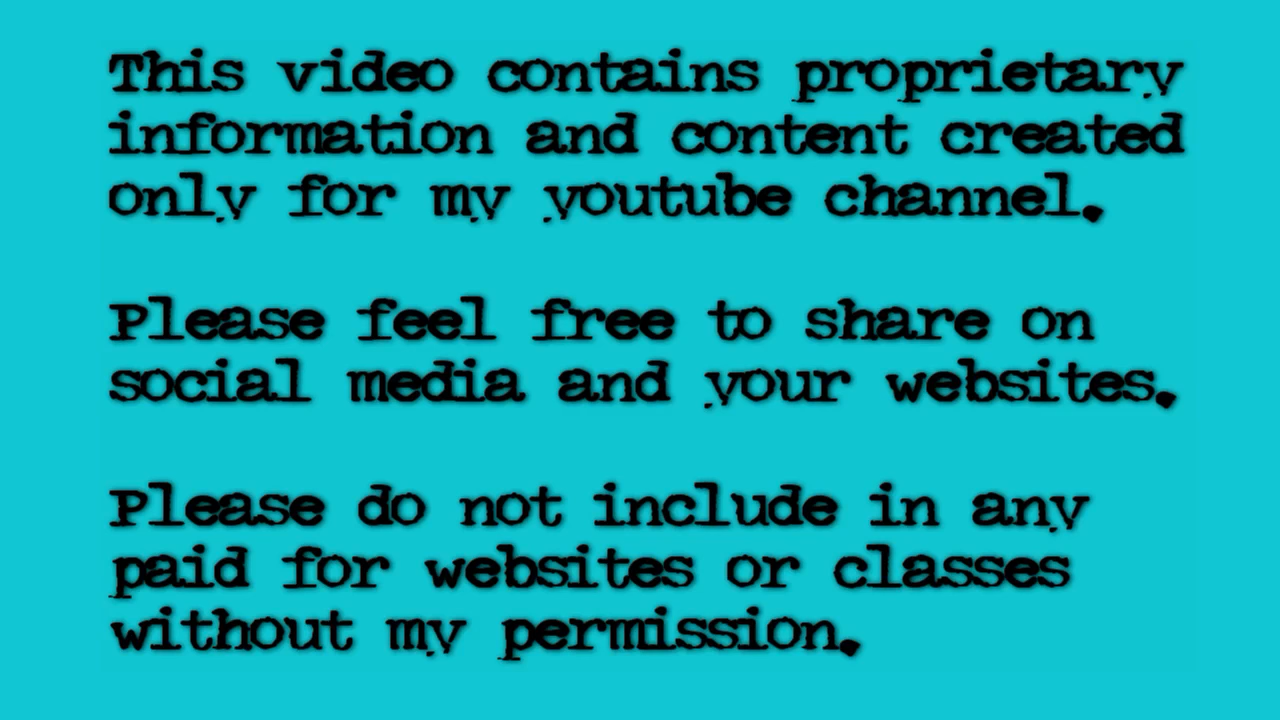 This video contains proprietary
information and content created
only for my youtube channel.
Please feel free to share on
social media and your websites.
Please do not include in any
paid for websites or classes
without my permission.